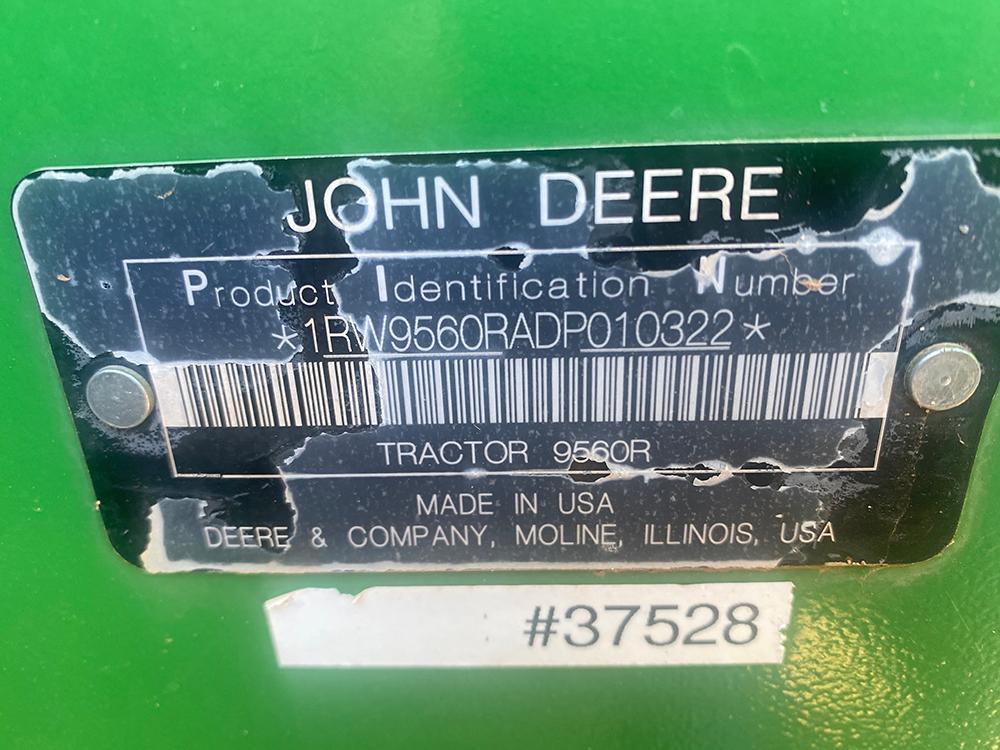 JOHN DEERE
Product Identification Number
*1RW9560RADP010322*
TRACTOR 9560R
MADE IN USA
DEERE & COMPANY, MOLINE, ILLINOIS, USA
#37528